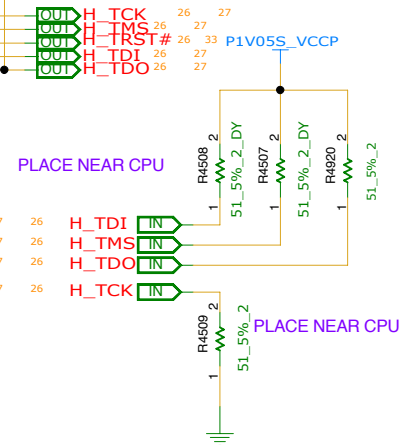 OUT H_TCK 26 27
OUT H_TMS 26 27
OUT H_TRST# 26 33
OUT H_TDI 26 27
OUT H_TDO 26 27
P1V05S_VCCP
PLACE NEAR CPU
R4508 1 2 51_5%_2_DY
R4507 1 2 51_5%_2_DY
R4920 1 2 51_5%_2
7 26 H_TDI IN
26 H_TMS IN
7 26 H_TDO IN
7 26 H_TCK IN
R4509 1 2 51_5%_2
PLACE NEAR CPU